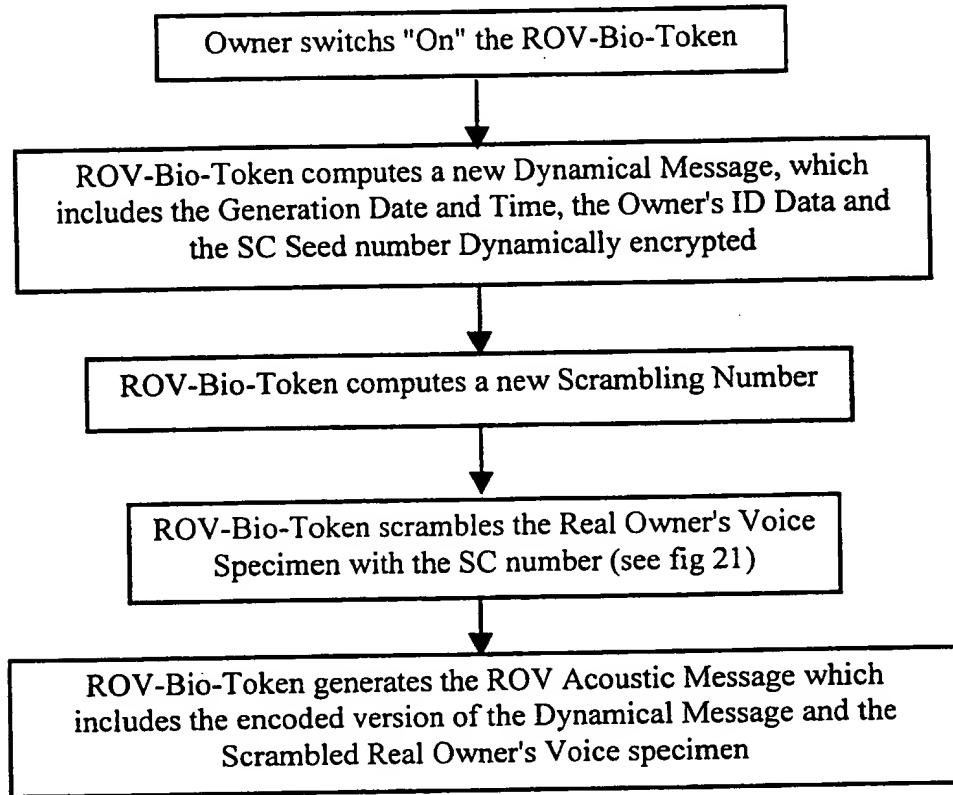 Owner switchs "On" the ROV-Bio-Token
ROV-Bio-Token computes a new Dynamical Message, which
includes the Generation Date and Time, the Owner's ID Data and
the SC Seed number Dynamically encrypted
ROV-Bio-Token computes a new Scrambling Number
ROV-Bio-Token scrambles the Real Owner's Voice
Specimen with the SC number (see fig 21)
ROV-Bio-Token generates the ROV Acoustic Message which
includes the encoded version of the Dynamical Message and the
Scrambled Real Owner's Voice specimen